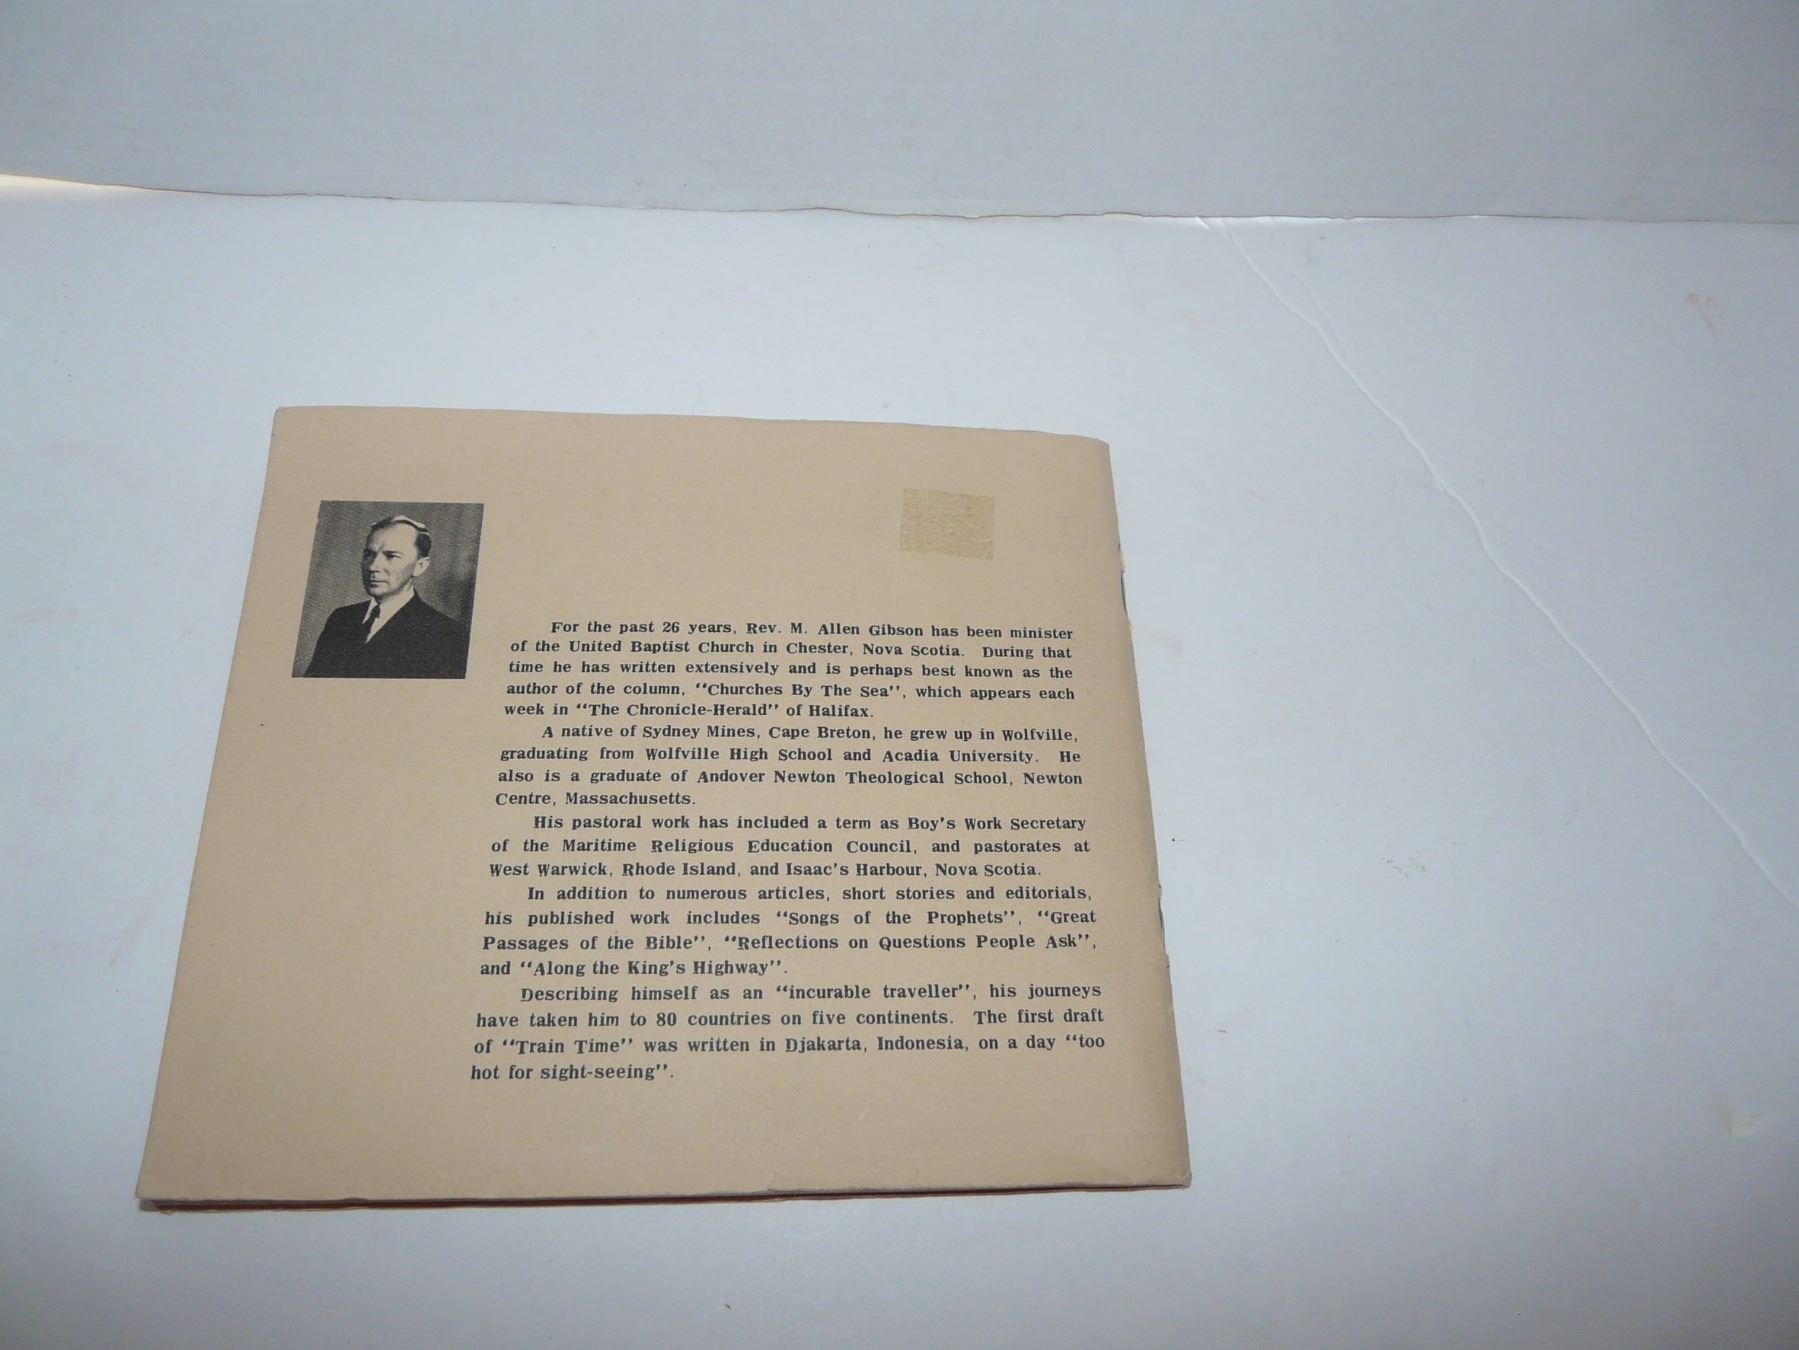 For the past 26 years, Rev. M. Allen Gibson has been minister
of the United Baptist Church in Chester, Nova Scotia. During that
time he has written extensively and is perhaps best known as the
author of the column, "Churches By The Sea", which appears each
week in "The Chronicle-Herald" of Halifax.
A native of Sydney Mines, Cape Breton, he grew up in Wolfville,
graduating from Wolfville High School and Acadia University. He
also is a graduate of Andover Newton Theological School, Newton
Centre, Massachusetts.
His pastoral work has included a term as Boy's Work Secretary
of the Maritime Religious Education Council, and pastorates at
West Warwick, Rhode Island, and Isaac's Harbour, Nova Scotia.
In addition to numerous articles, short stories and editorials,
his published work includes "Songs of the Prophets", "Great
Passages of the Bible", "Reflections on Questions People Ask",
and "Along the King's Highway".
Describing himself as an "incurable traveller", his journeys
have taken him to 80 countries on five continents. The first draft
of "Train Time" was written in Djakarta, Indonesia, on a day "too
hot for sight-seeing".